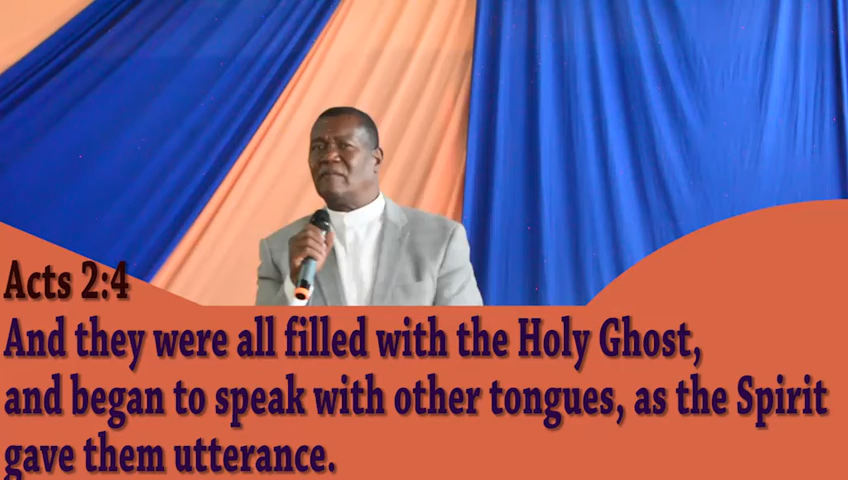 Acts 2:4
And they were all filled with the Holy Ghost,
and began to speak with other tongues, as the Spirit
gave them utterance.